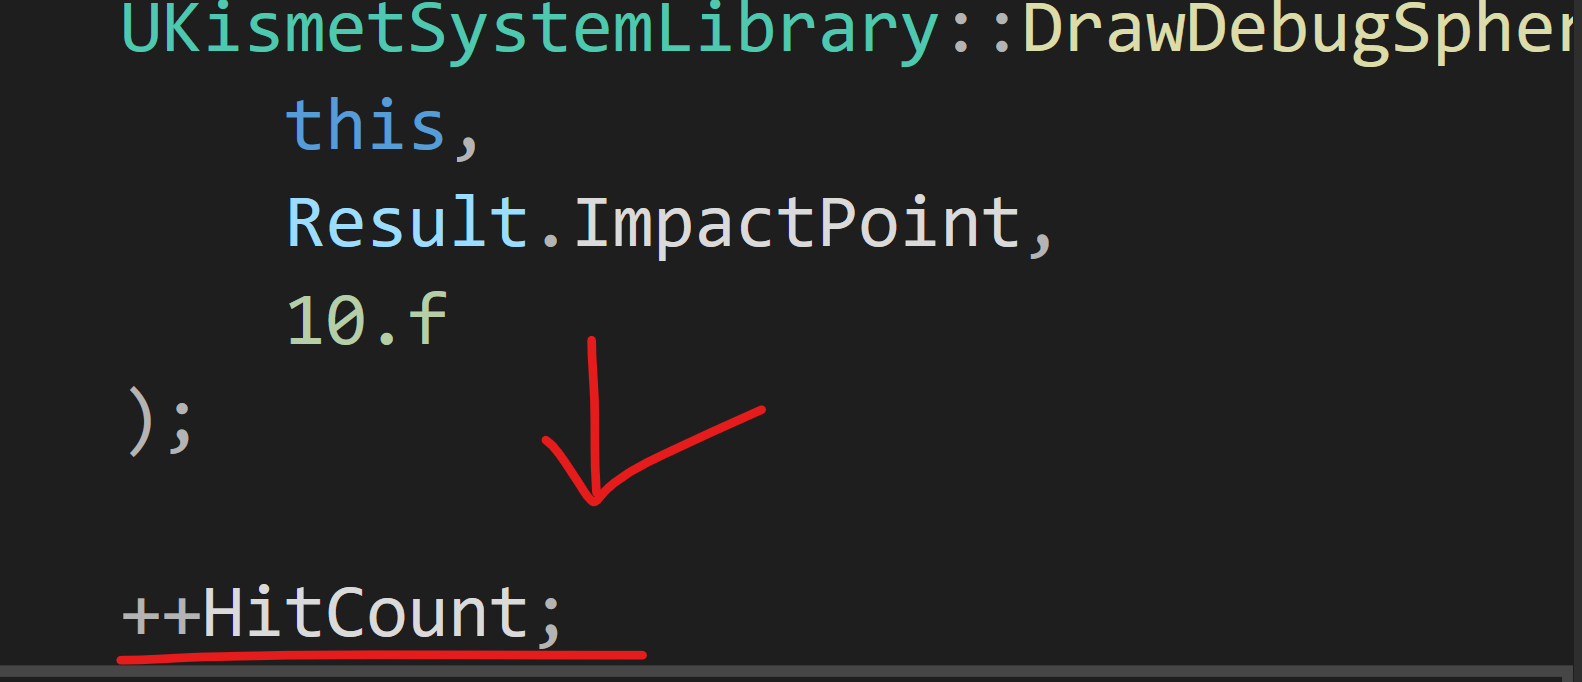 UKismetSystemLibrary::DrawDebugSpher
this,
Result.ImpactPoint,
10.f
);
++HitCount;